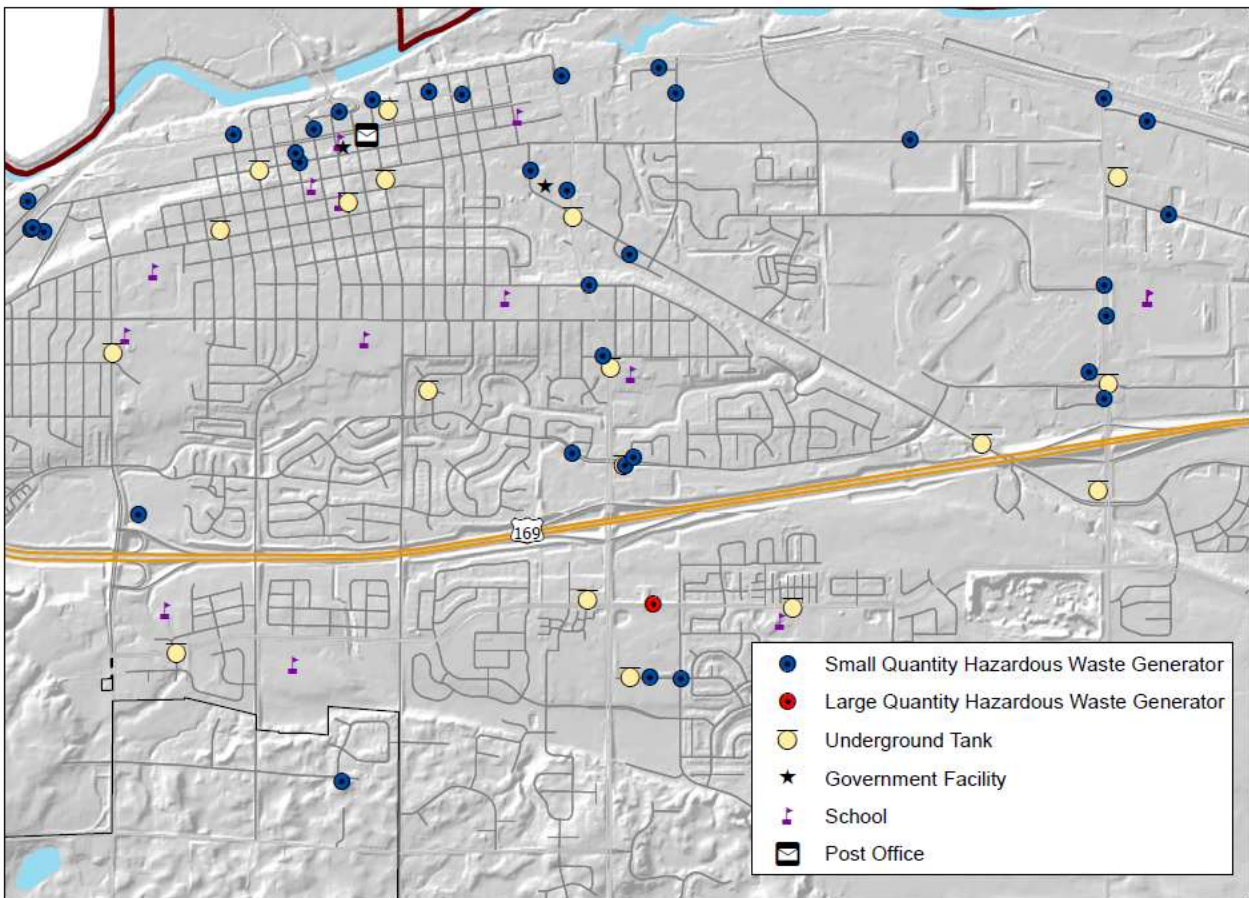 169
Small Quantity Hazardous Waste Generator
Large Quantity Hazardous Waste Generator
Underground Tank
Government Facility
School
Post Office